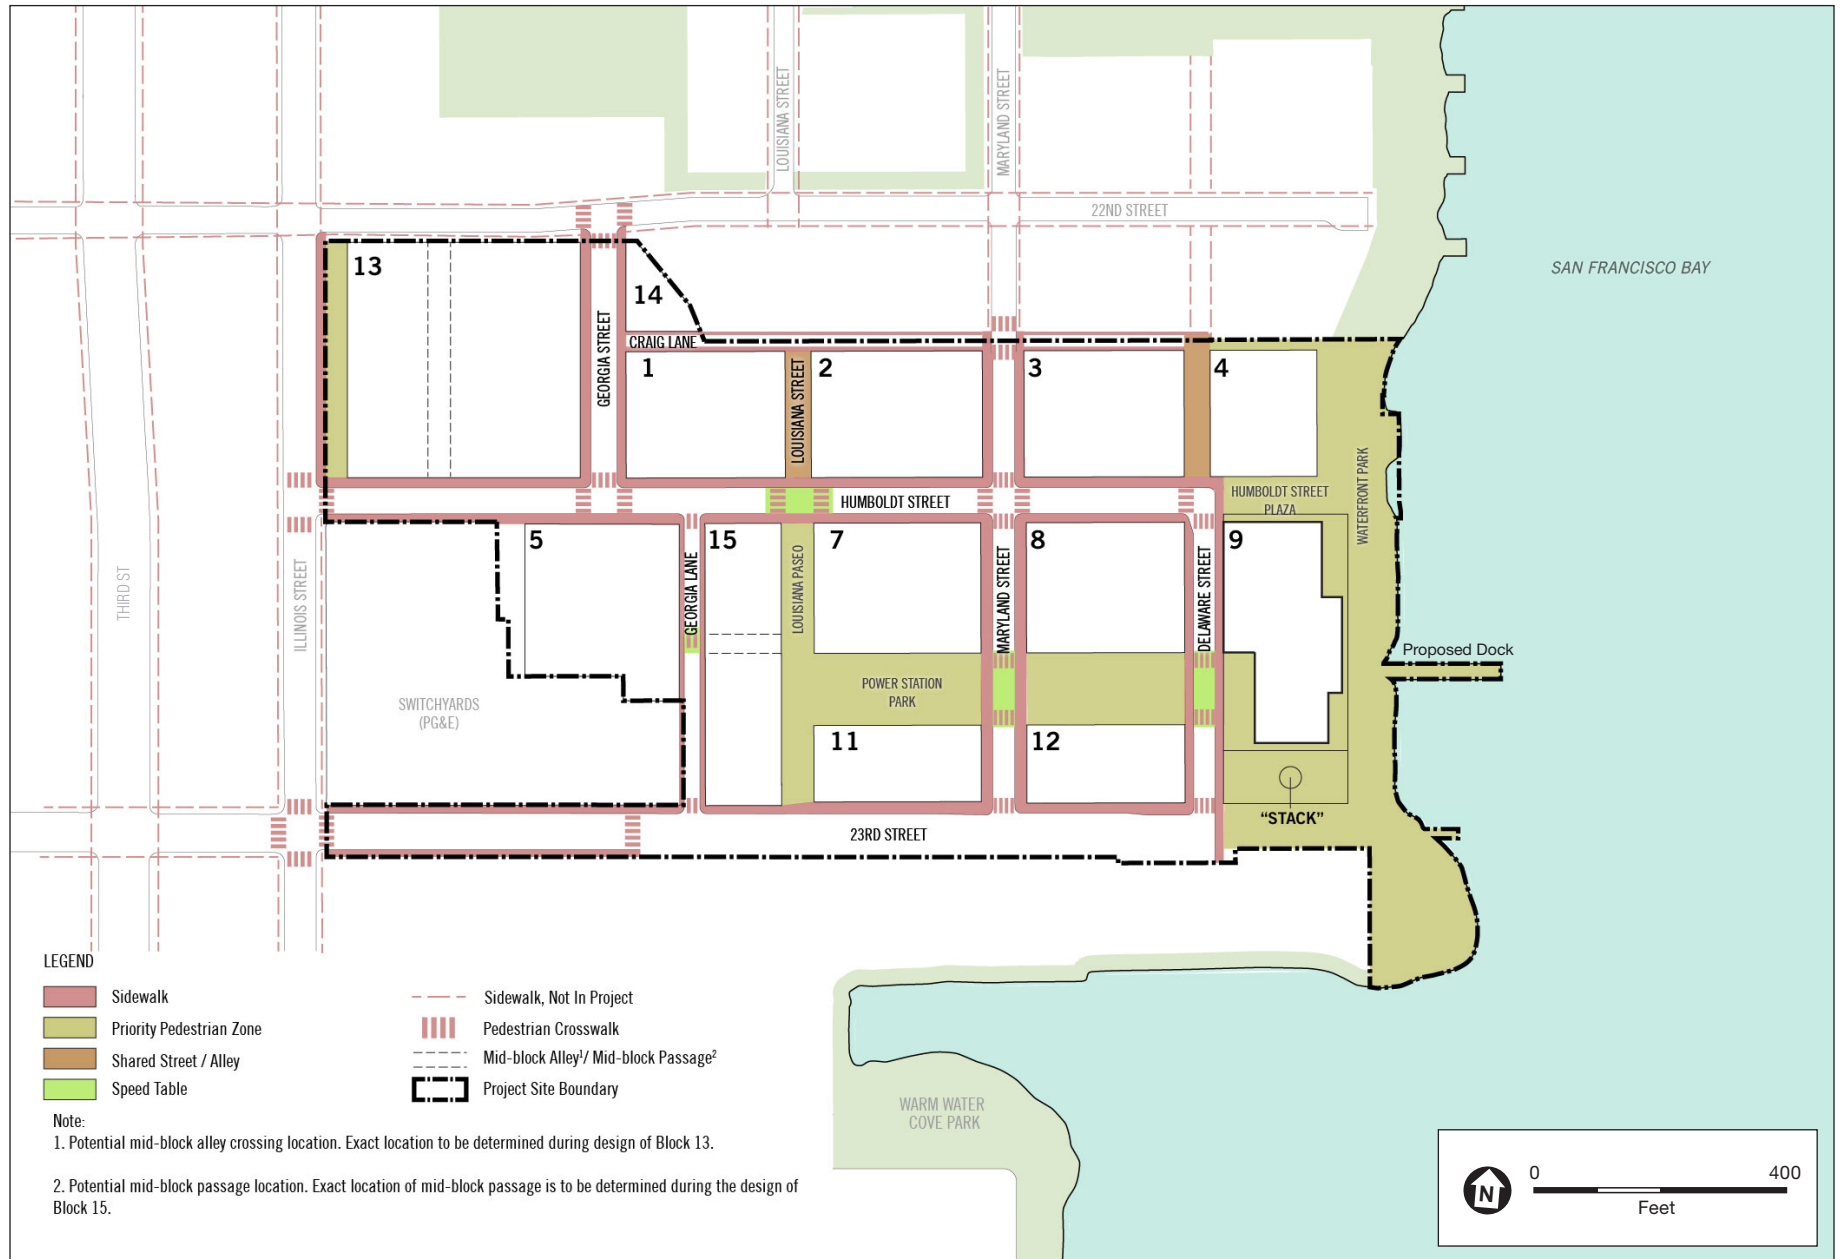 LOUISIANA STREET
MARYLAND STREET
22ND STREET
SAN FRANCISCO BAY
13
14
GEORGIA STREET
CRAIG LANE
1
LOUISIANA STREET
2
3
4
HUMBOLDT STREET
HUMBOLDT STREET
PLAZA
WATERFRONT PARK
THIRD ST
ILLINOIS STREET
5
GEORGIA LANE
15
LOUISIANA PASEO
7
MARYLAND STREET
8
DELAWARE STREET
9
Proposed Dock
SWITCHYARDS
(PG&E)
POWER STATION
PARK
11
12
“STACK”
23RD STREET
LEGEND
Sidewalk
Priority Pedestrian Zone
Shared Street / Alley
Speed Table
Sidewalk, Not In Project
Pedestrian Crosswalk
Mid-block Alley¹/ Mid-block Passage²
Project Site Boundary
Note:
1. Potential mid-block alley crossing location. Exact location to be determined during design of Block 13.
2. Potential mid-block passage location. Exact location of mid-block passage is to be determined during the design of
Block 15.
WARM WATER
COVE PARK
N
0
400
Feet